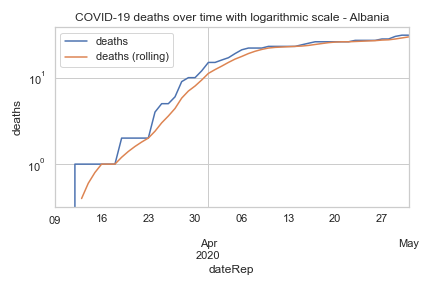 COVID-19 deaths over time with logarithmic scale - Albania
deaths
deaths (rolling)
deaths
10¹
10⁰
09 16 23 30 06 13 20 27
Apr May
2020
dateRep